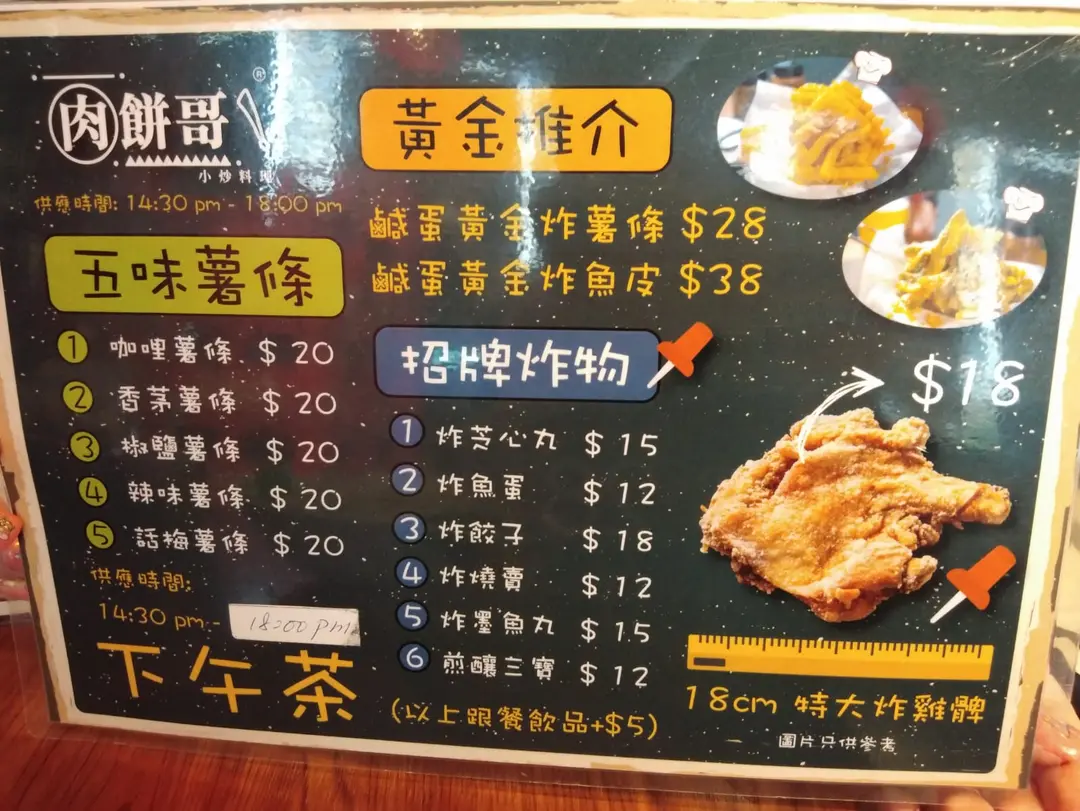 肉餅哥
®
小炒料理
供應時間: 14:30 pm - 18:00 pm
五味薯條
1 咖哩薯條 $ 20
2 香茅薯條 $ 20
3 椒鹽薯條 $ 20
4 辣味薯條 $ 20
5 話梅薯條 $ 20
供應時間:
14:30 pm - 18:00 pm
下午茶
黃金推介
鹹蛋黃金炸薯條 $28
鹹蛋黃金炸魚皮 $38
招牌炸物
1 炸芝心丸 $ 15
2 炸魚蛋 $ 12
3 炸餃子 $ 18
4 炸燒賣 $ 12
5 炸墨魚丸 $ 15
6 煎釀三寶 $ 12
(以上跟餐飲品+$5)
$18
18cm 特大炸雞髀
圖片只供參考